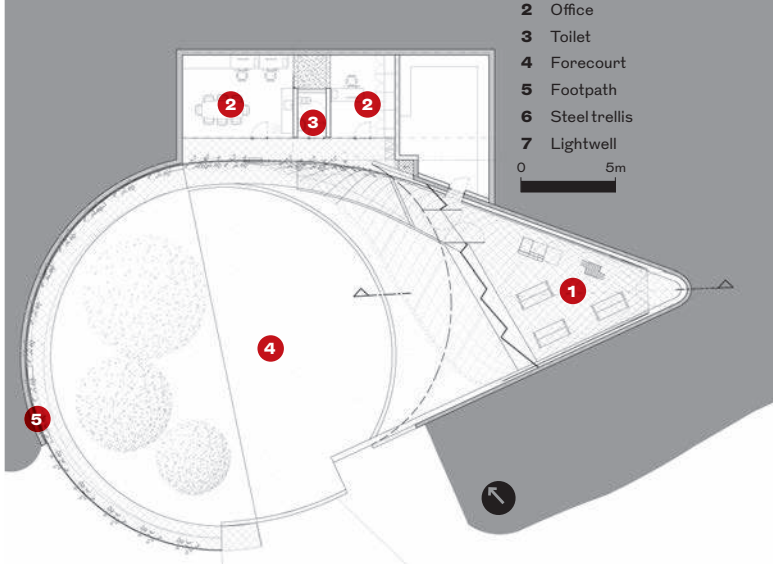 2 Office
3 Toilet
4 Forecourt
5 Footpath
6 Steel trellis
7 Lightwell
0 5m
2
2
3
1
4
5